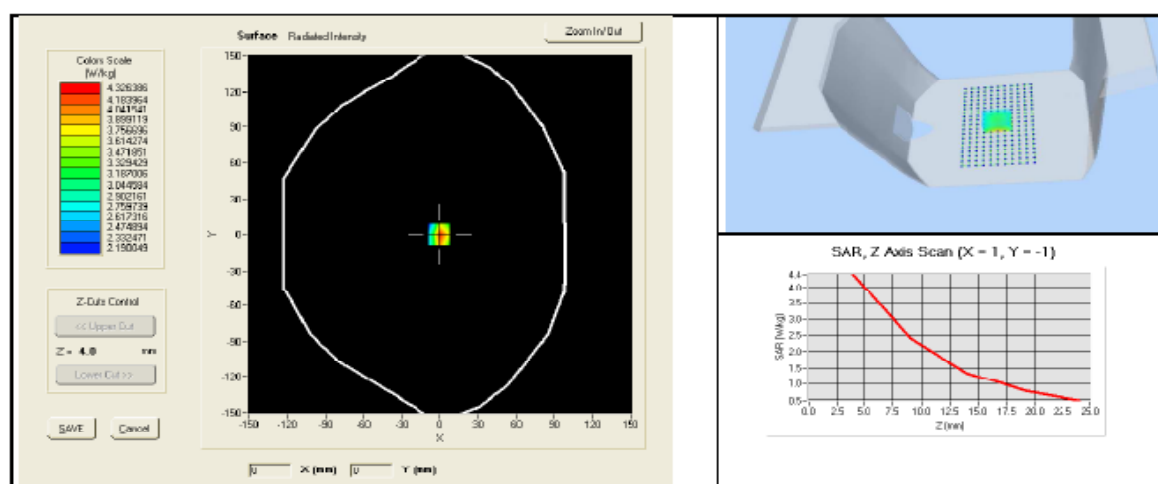 Surface Radiated Intensity
Zoom In/Out
Colors Scale
(W/kg)
4.326386
4.183964
4.041541
3.899119
3.756696
3.614274
3.471851
3.329429
3.187006
3.044584
2.902161
2.759739
2.617316
2.474894
2.332471
2.190049
Z-Cuts Control
<< Upper Cut
Z = 4.0 mm
Lower Cut >>
SAVE Cancel
150
120
90
60
30
0
-30
-60
-90
-120
-150
Y
-150 -120 -90 -60 -30 0 30 60 90 120 150
X
0 X (mm) 0 Y (mm)
SAR, Z Axis Scan (X = 1, Y = -1)
4.4
4.0
3.5
3.0
2.5
2.0
1.5
1.0
0.5
SAR (W/kg)
0.0 2.5 5.0 7.5 10.0 12.5 15.0 17.5 20.0 22.5 25.0
Z (mm)